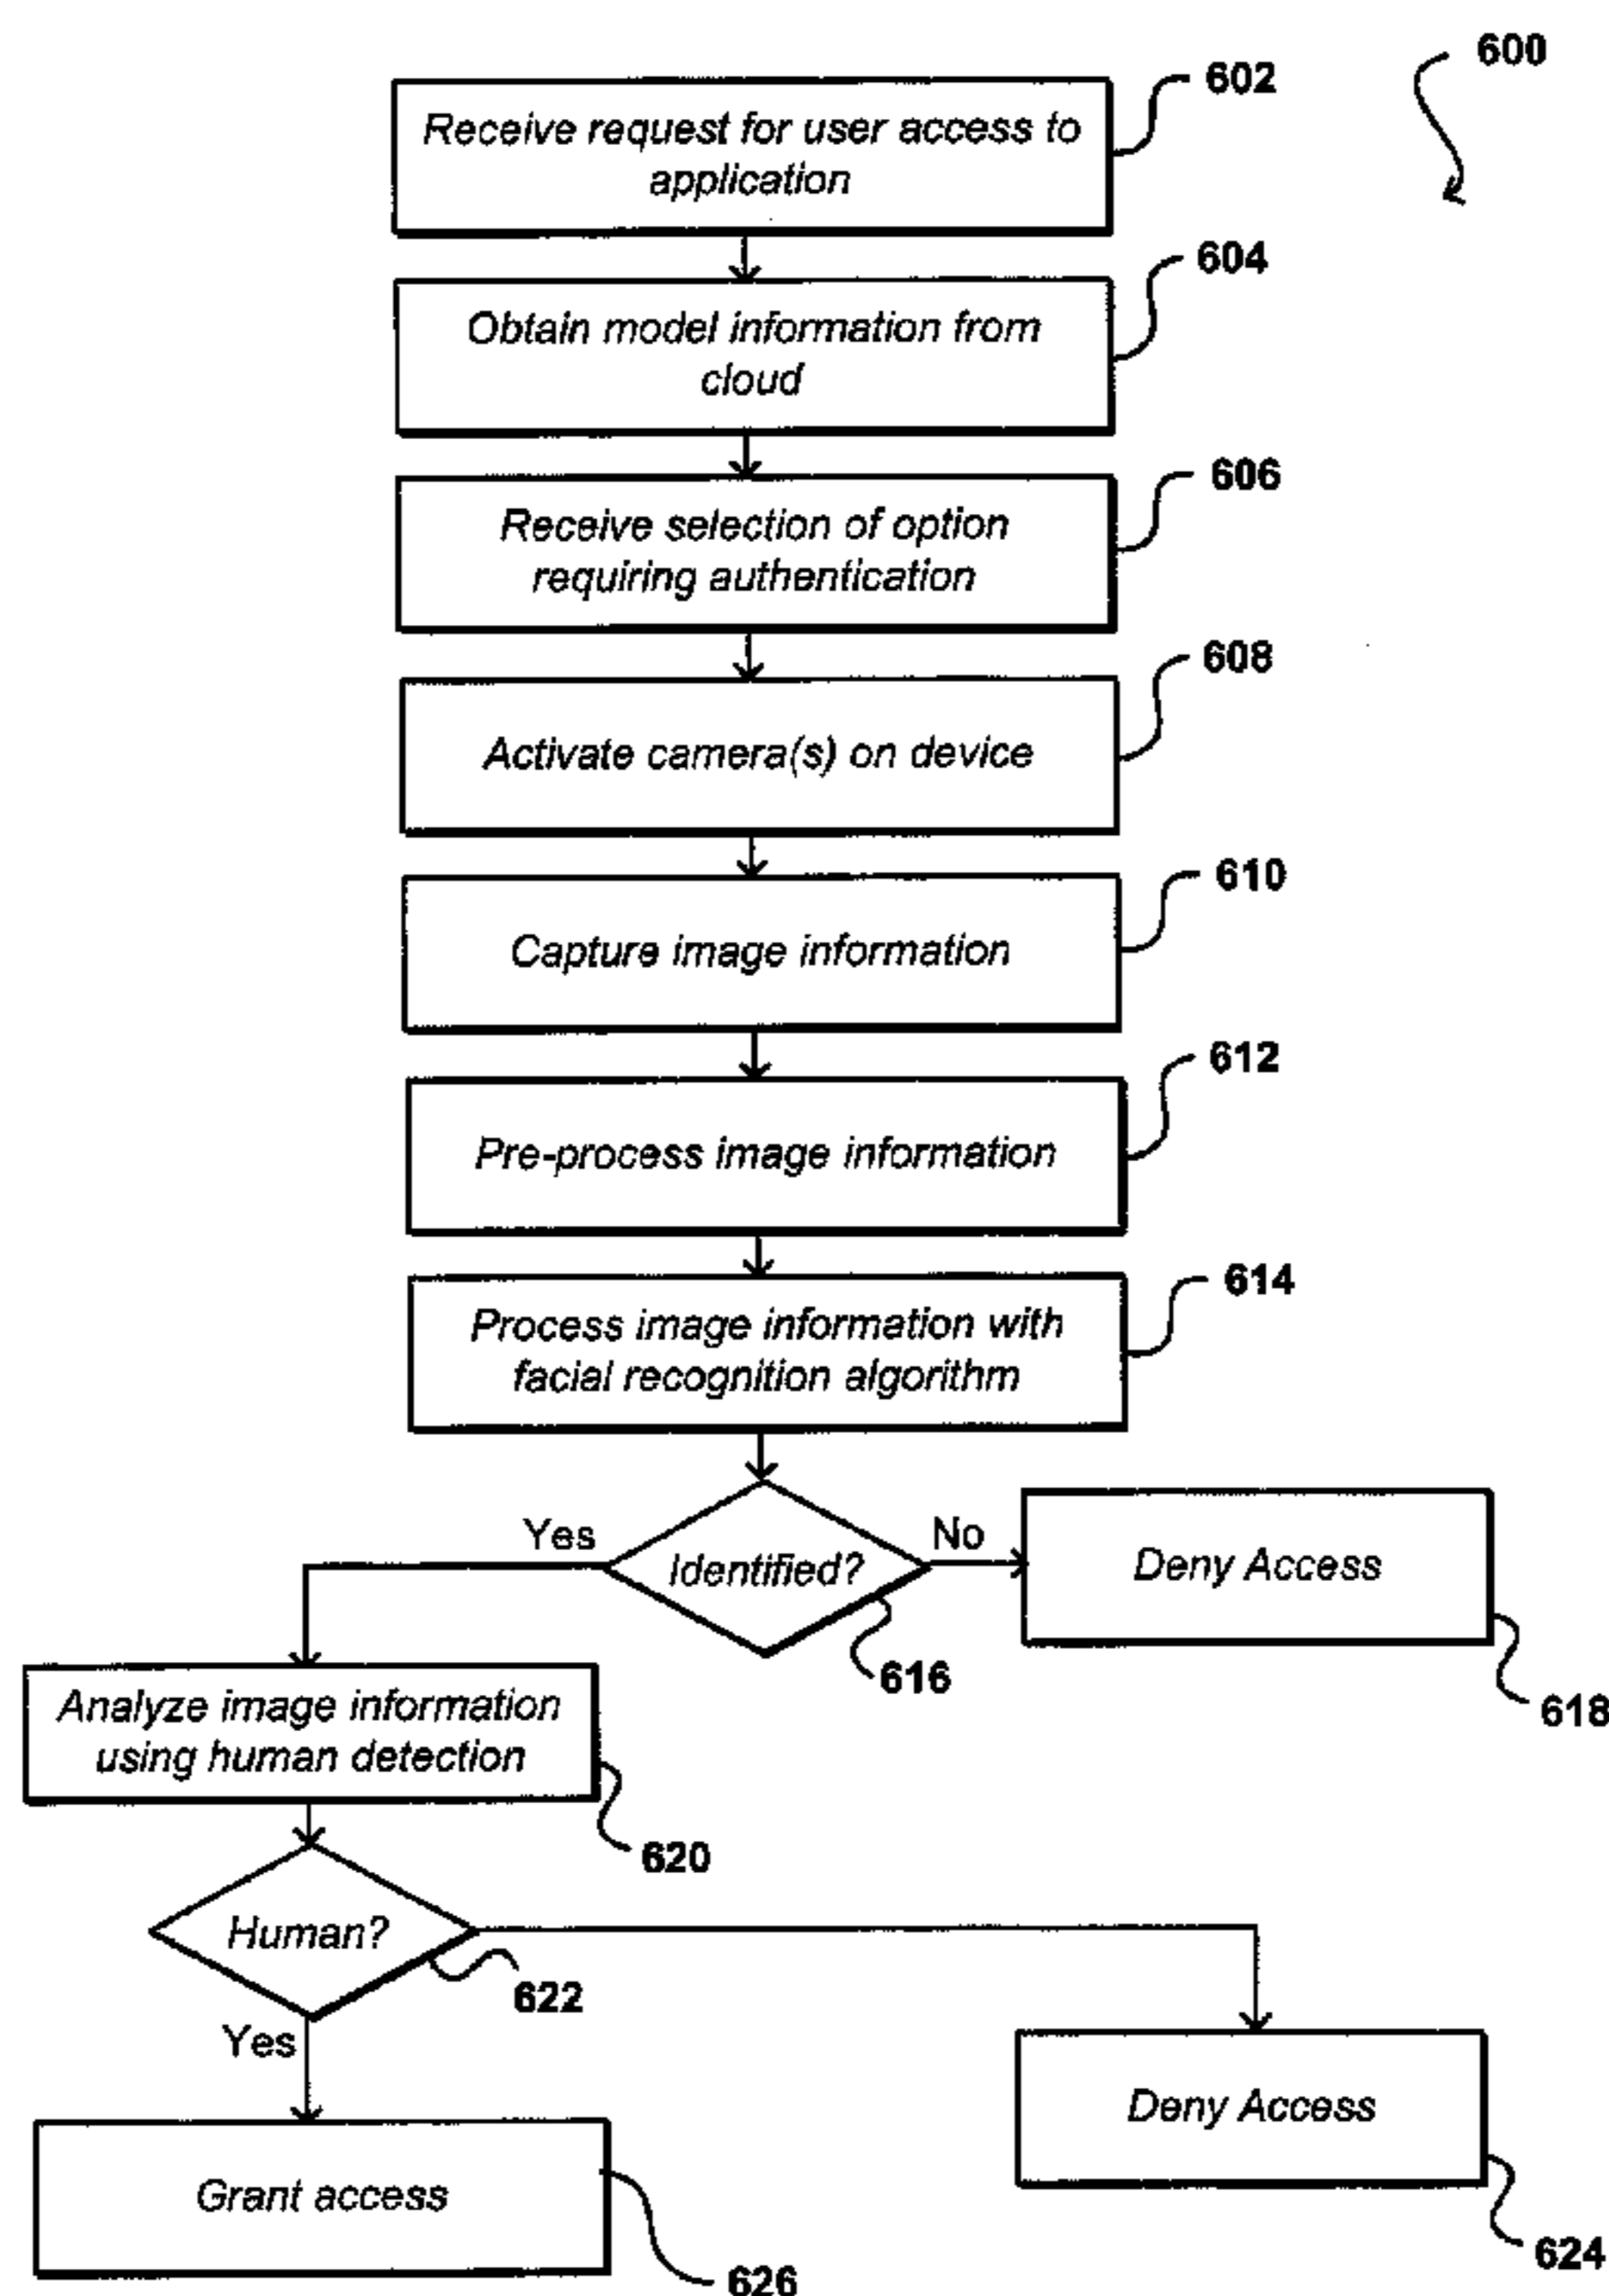 600
602
Receive request for user access to
application
604
Obtain model information from
cloud
606
Receive selection of option
requiring authentication
608
Activate camera(s) on device
610
Capture image information
612
Pre-process image information
614
Process image information with
facial recognition algorithm
Yes
Identified?
No
Deny Access
616
618
Analyze image information
using human detection
620
Human?
622
Yes
Deny Access
Grant access
624
626